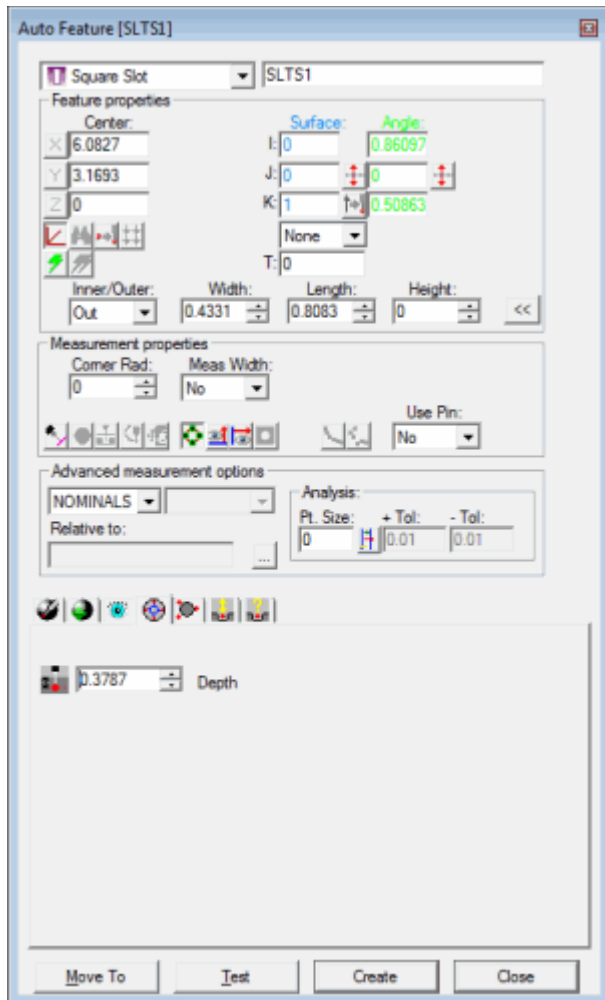 Auto Feature [SLTS1]
Square Slot SLTS1
Feature properties
Center: Surface: Angle:
X 6.0827 I: 0 0.86097
Y 3.1693 J: 0 0
Z 0 K: 1 0.50863
None
T: 0
Inner/Outer: Width: Length: Height:
Out 0.4331 0.8083 0 <<
Measurement properties
Corner Rad: Meas Width:
0 No
Use Pin:
No
Advanced measurement options
NOMINALS Analysis:
Pt. Size: + Tol: - Tol:
Relative to: 0 0.01 0.01
...
0.3787 Depth
Move To Test Create Close